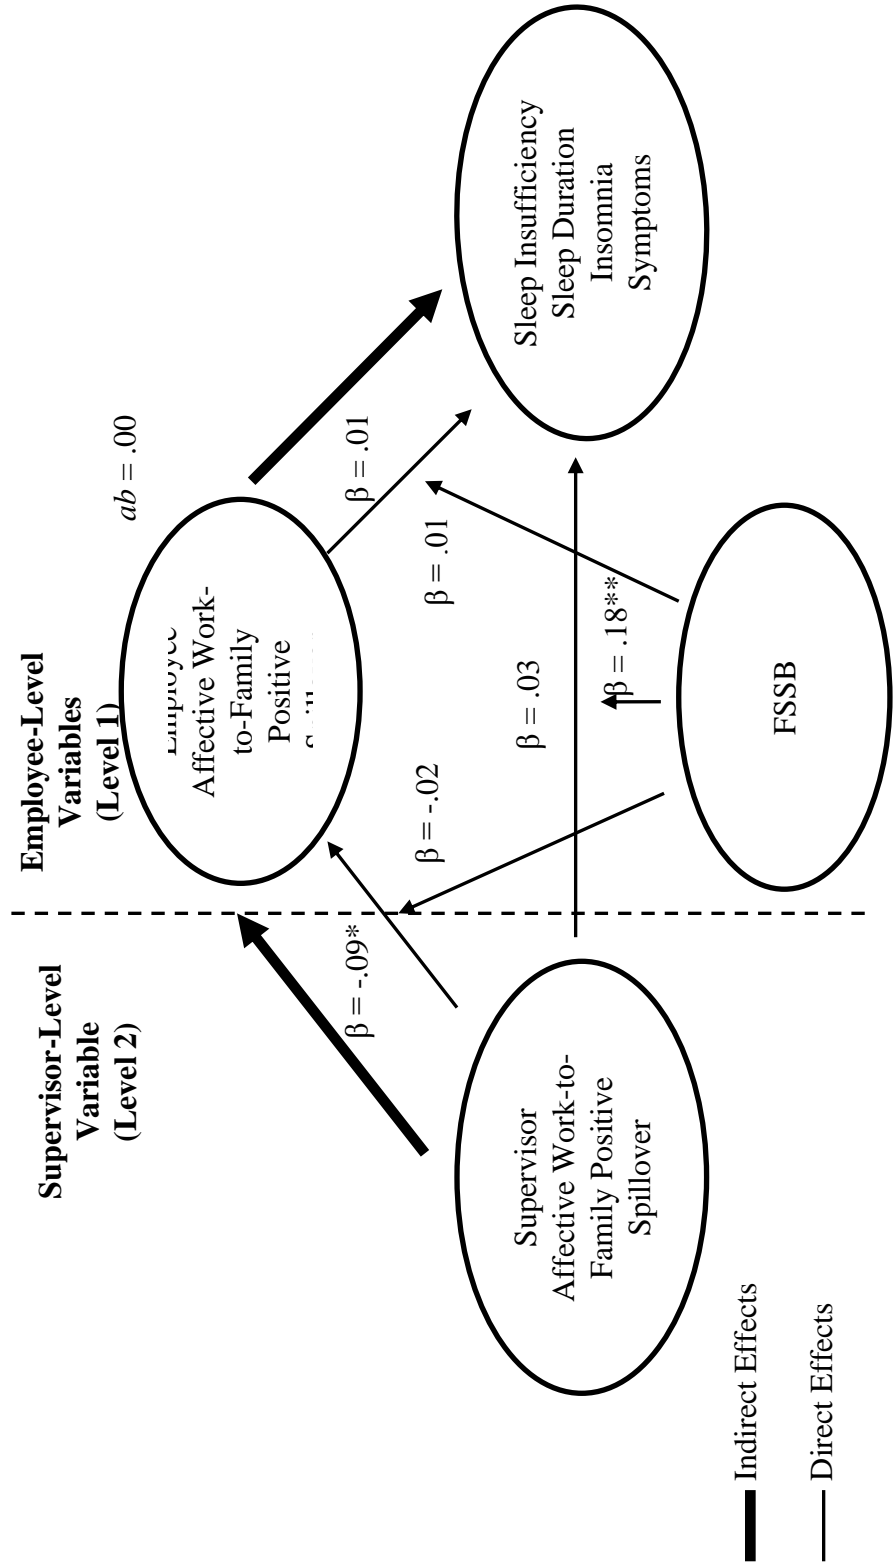 Supervisor-Level
Variable
(Level 2)
Employee-Level
Variables
(Level 1)
Affective Work-
to-Family
Positive
ab = .00
β = -.09*
β = -.02
β = .01
β = .01
β = .03
β = .18**
Supervisor
Affective Work-to-
Family Positive
Spillover
Sleep Insufficiency
Sleep Duration
Insomnia
Symptoms
FSSB
Indirect Effects
Direct Effects